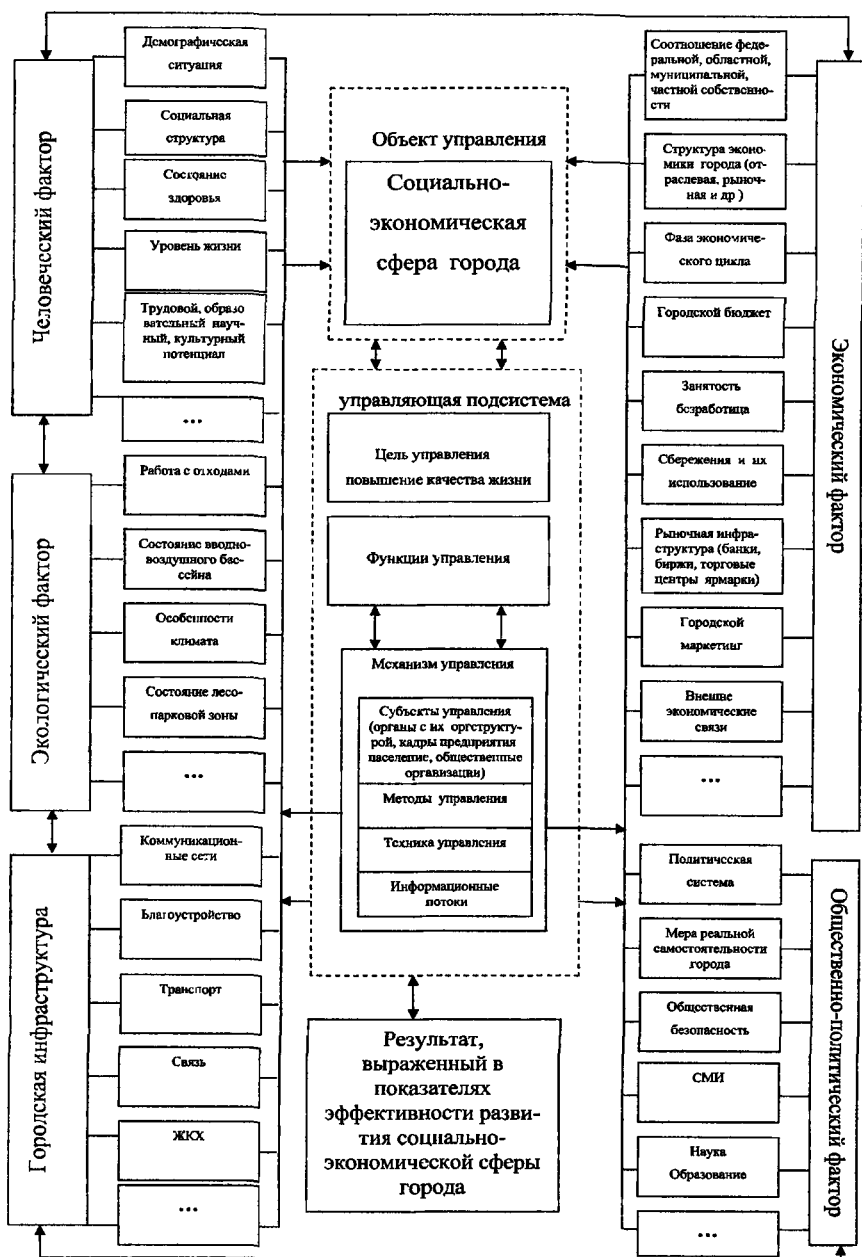 Человеческий фактор
Демографическая
ситуация
Социальная
структура
Состояние
здоровья
Уровень жизни
Трудовой, образо
вательный науч-
ный, культурный
потенциал
...
Экологический фактор
Работа с отходами
Состояние вводно-
воздушного бас-
сейна
Особенности
климата
Состояние лесо-
парковой зоны
...
Городская инфраструктура
Коммуникацион-
ные сети
Благоустройство
Транспорт
Связь
ЖКХ
...
Объект управления
Социально-
экономическая
сфера города
управляющая подсистема
Цель управления
повышение качества жизни
Функции управления
Механизм управления
Субъекты управления
(органы с их оргструкту-
рой, кадры предприятия
население, общественные
организации)
Методы управления
Техника управления
Информационные
потоки
Результат,
выраженный в
показателях
эффективности разви-
тия социально-
экономической сферы
города
Соотношение феде-
ральной, областной,
муниципальной,
частной собственно-
сти
Структура эконо-
мики города (от-
раслевая, рыноч-
ная и др )
Фаза экономиче-
ского цикла
Городской бюджет
Занятость
безработица
Сбережения и их
использование
Рыночная инфра-
структура (банки,
биржи, торговые
центры ярмарки)
Городской
маркетинг
Внешне
экономические
связи
...
Экономический фактор
Политическая
система
Мера реальной
самостоятельности
города
Общественная
безопасность
СМИ
Наука
Образование
...
Общественно-политический фактор